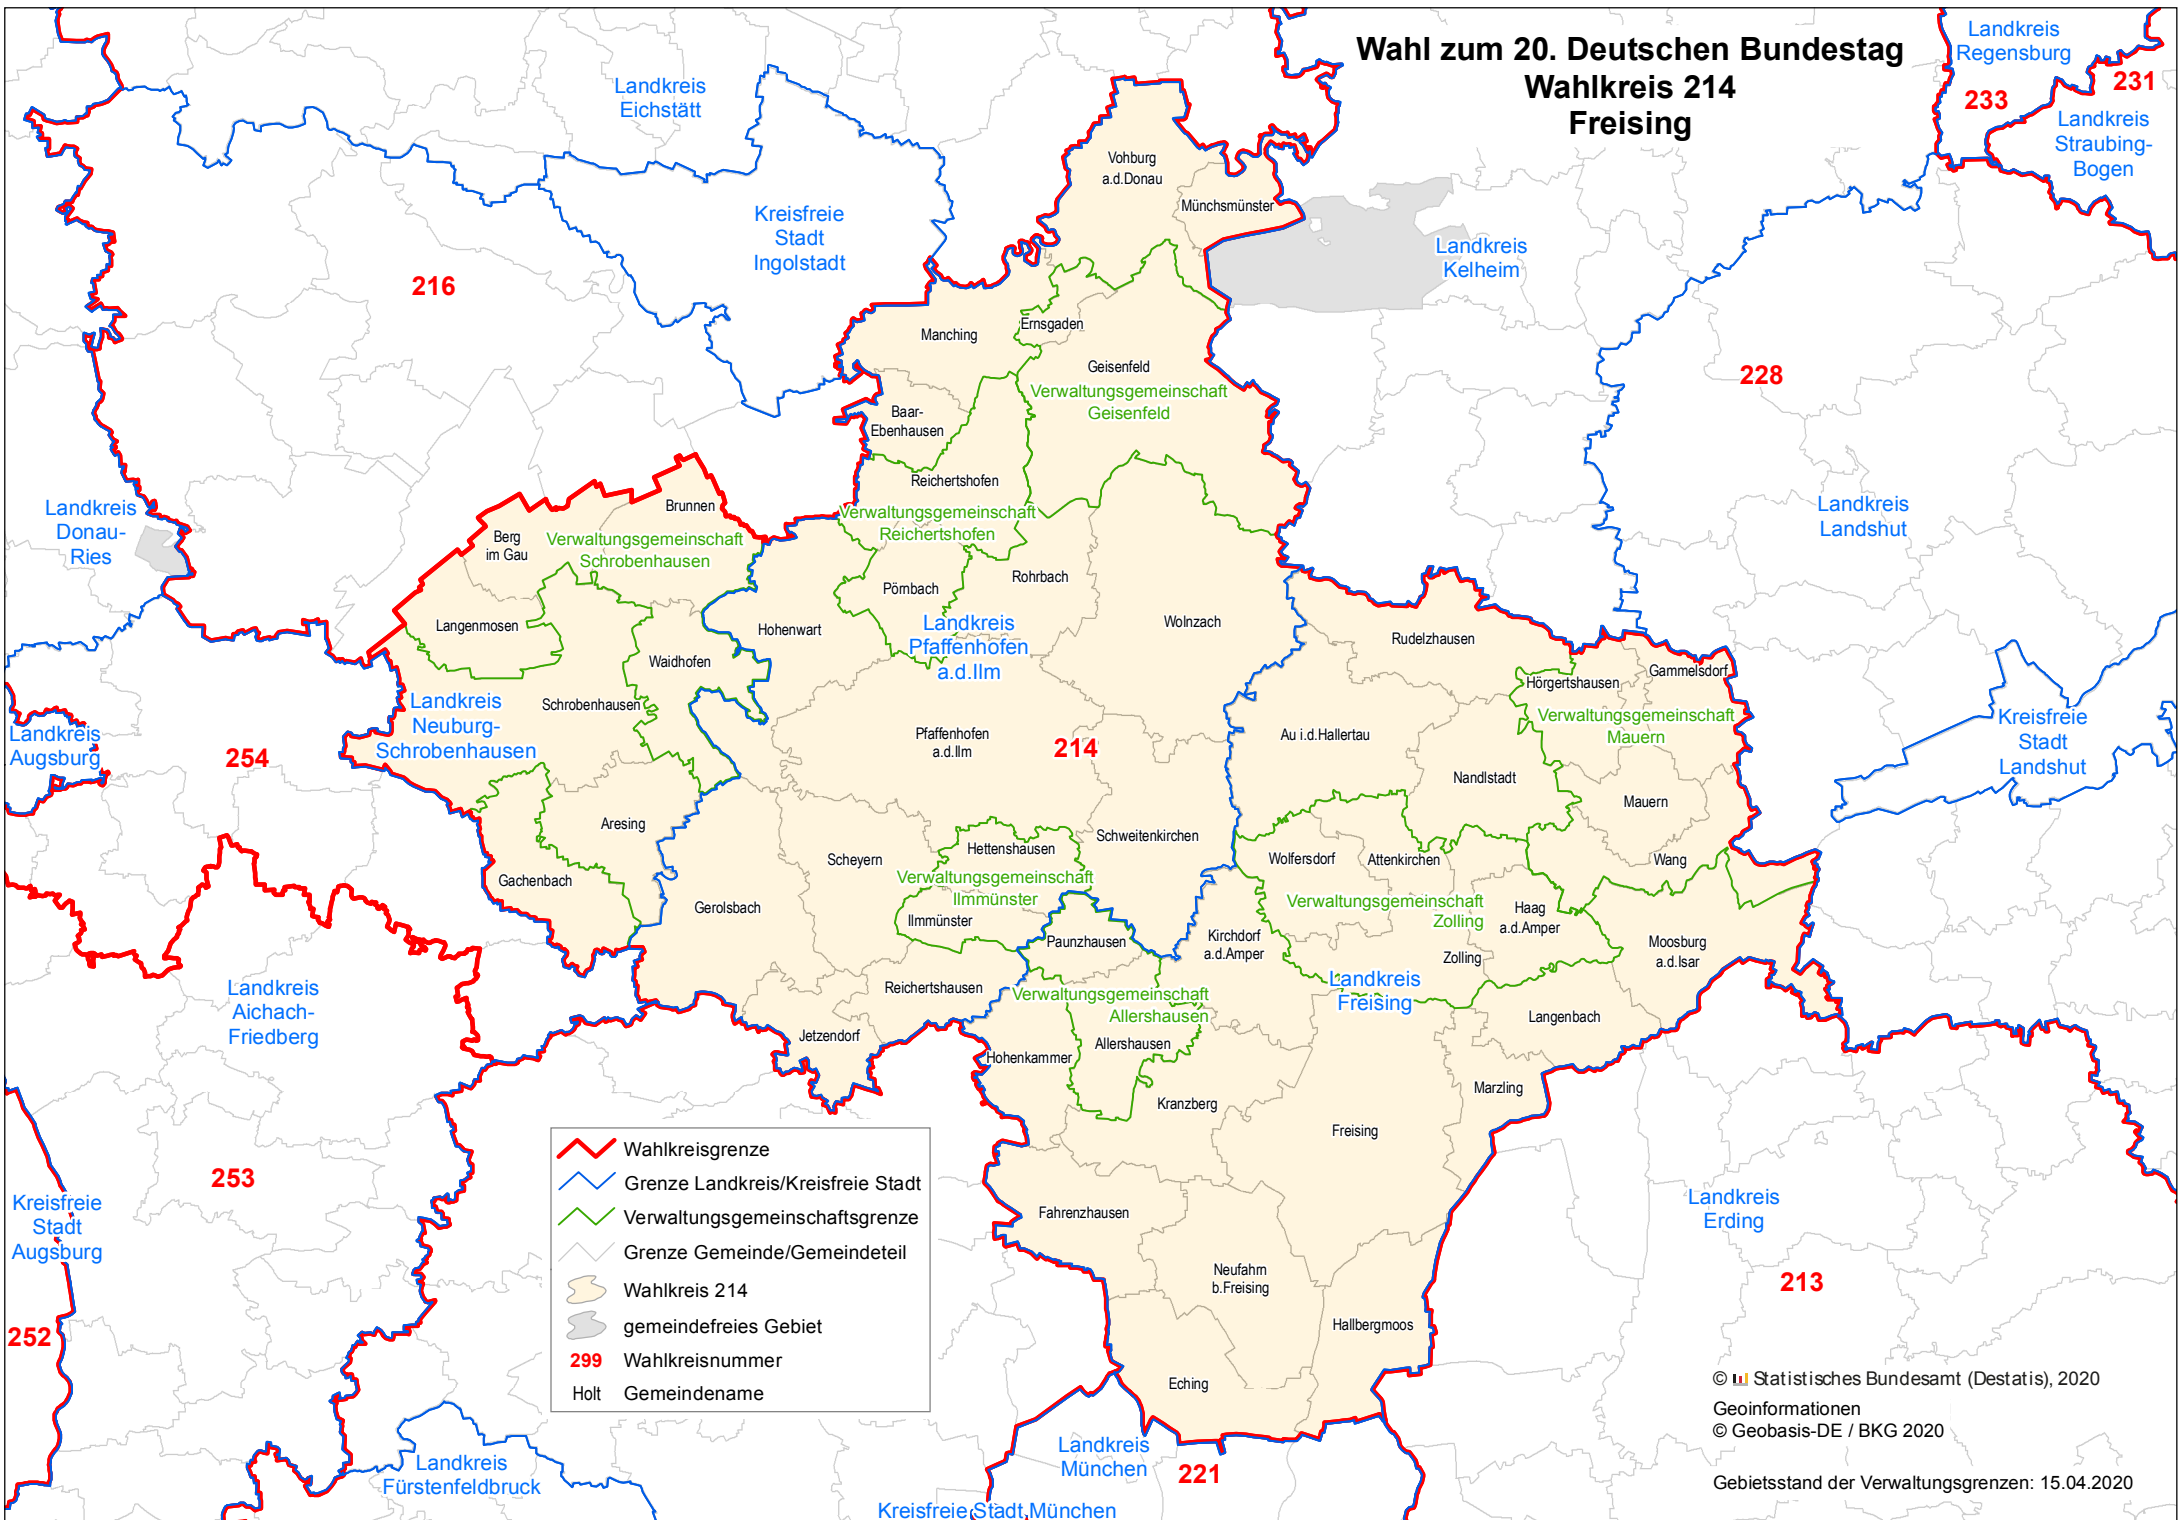 Wahl zum 20. Deutschen Bundestag
Wahlkreis 214
Freising
Landkreis
Regensburg
231
233
Landkreis
Straubing-
Bogen
Landkreis
Eichstätt
Vohburg
a.d.Donau
Münchsmünster
Kreisfreie
Stadt
Ingolstadt
Landkreis
Kelheim
216
Manching
Ernsgaden
Geisenfeld
Verwaltungsgemeinschaft
Geisenfeld
228
Baar-
Ebenhausen
Reichertshofen
Verwaltungsgemeinschaft
Reichertshofen
Landkreis
Donau-
Ries
Brunnen
Berg
im Gau
Verwaltungsgemeinschaft
Schrobenhausen
Landkreis
Landshut
Pörnbach
Rohrbach
Langenmosen
Hohenwart
Landkreis
Pfaffenhofen
a.d.Ilm
Wolnzach
Rudelzhausen
Waidhofen
Gammelsdorf
Hörgertshausen
Landkreis
Neuburg-
Schrobenhausen
Schrobenhausen
Verwaltungsgemeinschaft
Mauern
Landkreis
Augsburg
254
Pfaffenhofen
a.d.Ilm
214
Au i.d.Hallertau
Nandlstadt
Kreisfreie
Stadt
Landshut
Mauern
Aresing
Schweitenkirchen
Hettenshausen
Scheyern
Wolfersdorf
Attenkirchen
Wang
Gachenbach
Verwaltungsgemeinschaft
Ilmmünster
Verwaltungsgemeinschaft
Zolling
Gerolsbach
Ilmmünster
Haag
a.d.Amper
Paunzhausen
Kirchdorf
a.d.Amper
Zolling
Moosburg
a.d.Isar
Landkreis
Freising
Landkreis
Aichach-
Friedberg
Reichertshausen
Verwaltungsgemeinschaft
Allershausen
Langenbach
Jetzendorf
Hohenkammer
Allershausen
Marzling
Kranzberg
Freising
253
Kreisfreie
Stadt
Augsburg
Fahrenzhausen
Landkreis
Erding
Neufahrn
b.Freising
213
Hallbergmoos
252
Eching
Wahlkreisgrenze
Grenze Landkreis/Kreisfreie Stadt
Verwaltungsgemeinschaftsgrenze
Grenze Gemeinde/Gemeindeteil
Wahlkreis 214
gemeindefreies Gebiet
299 Wahlkreisnummer
Holt Gemeindename
Landkreis
Fürstenfeldbruck
Landkreis
München
221
Kreisfreie Stadt München
© Statistisches Bundesamt (Destatis), 2020
Geoinformationen
© Geobasis-DE / BKG 2020
Gebietsstand der Verwaltungsgrenzen: 15.04.2020